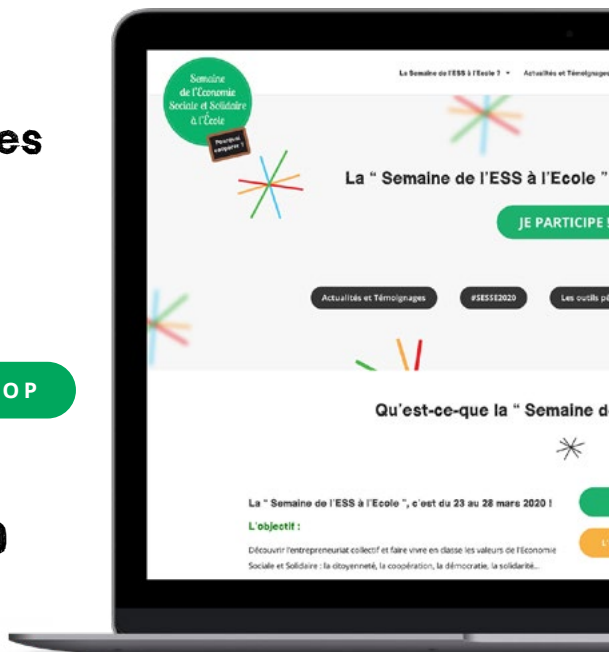 es
OP
Semaine
de l'Économie
Sociale et Solidaire
à l'École
La Semaine de l'ESS à l'Ecole ?
Actualités et Témoignages
La " Semaine de l'ESS à l'Ecole "
JE PARTICIPE !
Actualités et Témoignages
#SESSE2020
Les outils pé
Qu'est-ce-que la " Semaine d
La " Semaine de l'ESS à l'Ecole ", c'est du 23 au 28 mars 2020 !
L'objectif :
Découvrir l'entrepreneuriat collectif et faire vivre en classe les valeurs de l'Economie
Sociale et Solidaire : la citoyenneté, la coopération, la démocratie, la solidarité...